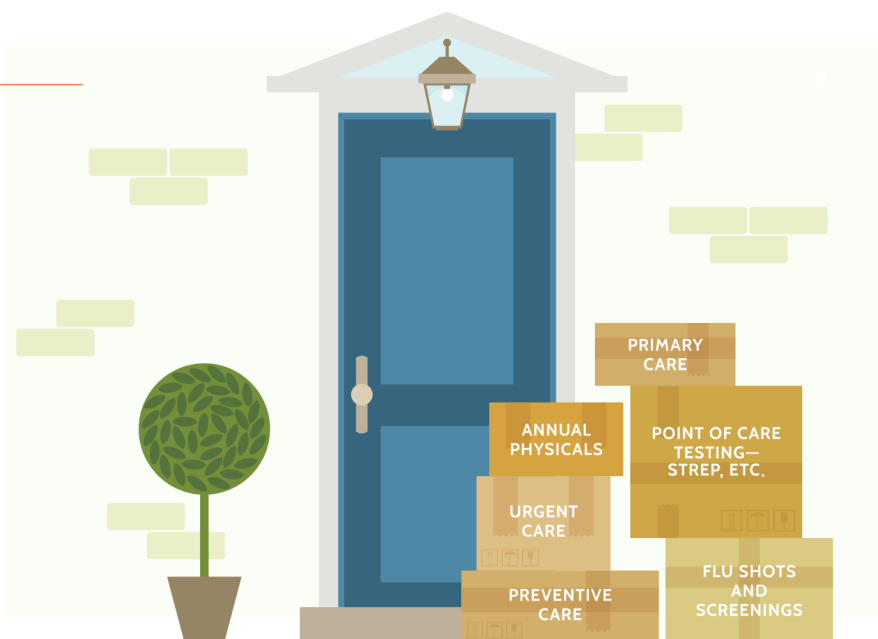 PRIMARY
CARE
ANNUAL
PHYSICALS
POINT OF CARE
TESTING—
STREP, ETC.
URGENT
CARE
FLU SHOTS
AND
SCREENINGS
PREVENTIVE
CARE